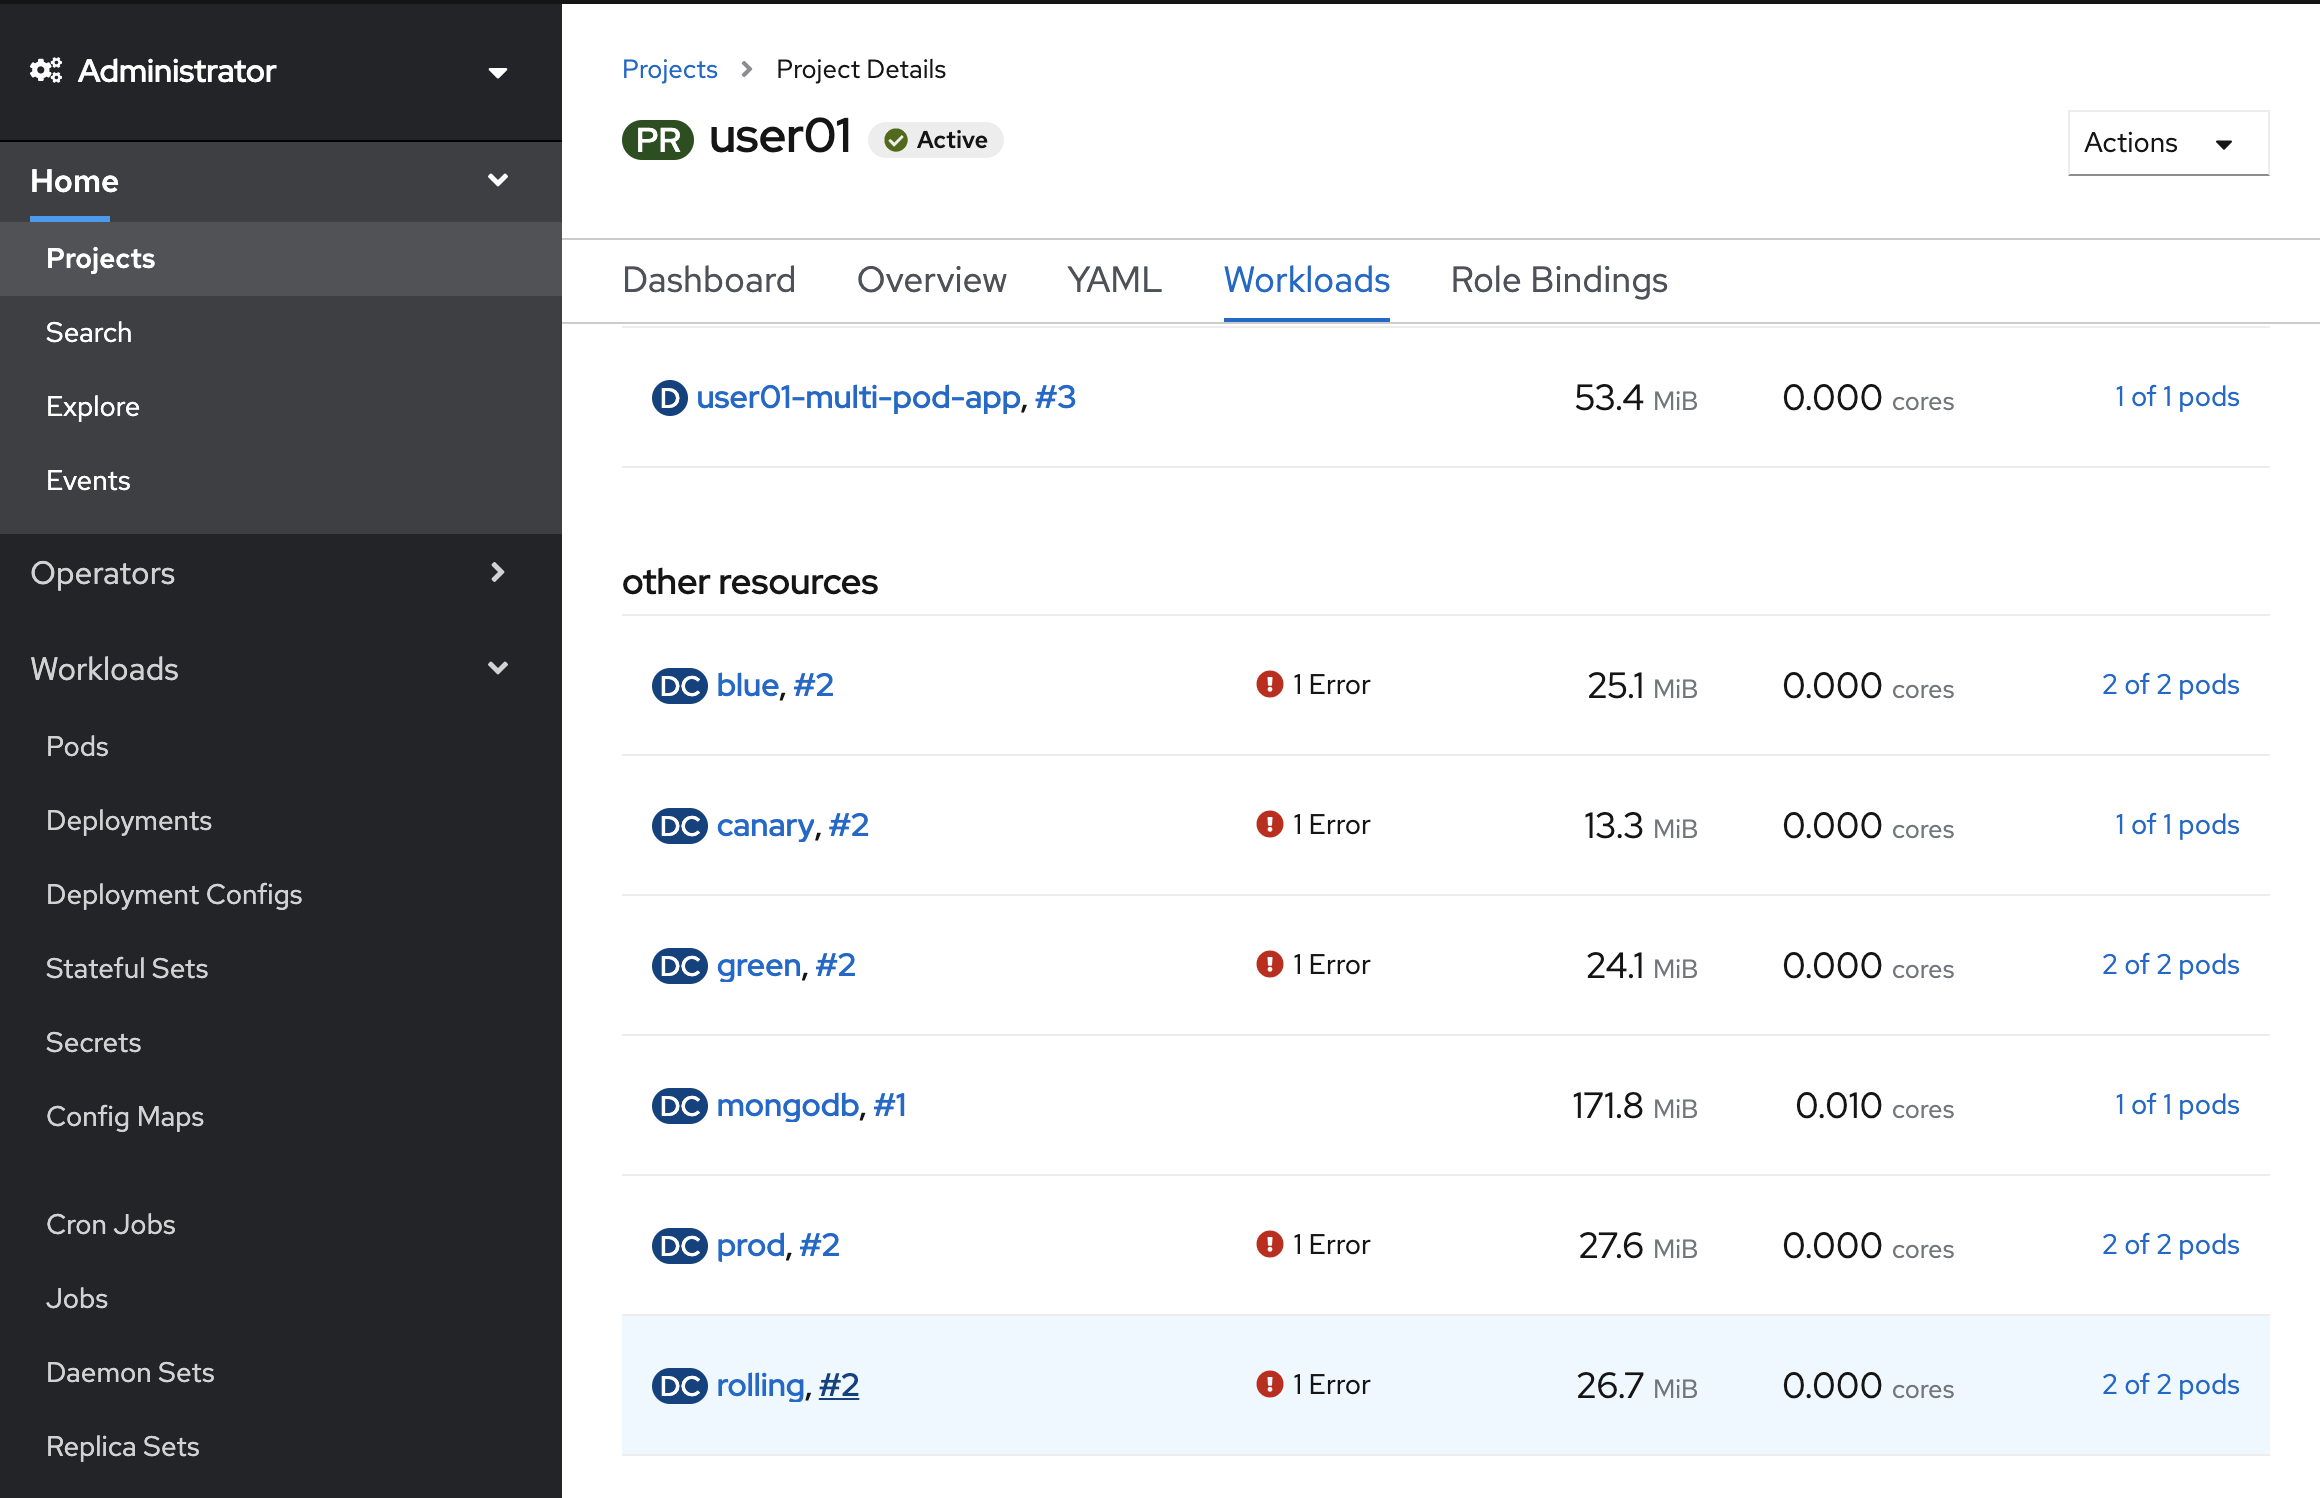 Administrator
Home
Projects
Search
Explore
Events
Operators
Workloads
Pods
Deployments
Deployment Configs
Stateful Sets
Secrets
Config Maps
Cron Jobs
Jobs
Daemon Sets
Replica Sets
Projects > Project Details
PR user01 Active
Actions
Dashboard Overview YAML Workloads Role Bindings
D user01-multi-pod-app, #3 53.4 MiB 0.000 cores 1 of 1 pods
other resources
DC blue, #2 1 Error 25.1 MiB 0.000 cores 2 of 2 pods
DC canary, #2 1 Error 13.3 MiB 0.000 cores 1 of 1 pods
DC green, #2 1 Error 24.1 MiB 0.000 cores 2 of 2 pods
DC mongodb, #1 171.8 MiB 0.010 cores 1 of 1 pods
DC prod, #2 1 Error 27.6 MiB 0.000 cores 2 of 2 pods
DC rolling, #2 1 Error 26.7 MiB 0.000 cores 2 of 2 pods